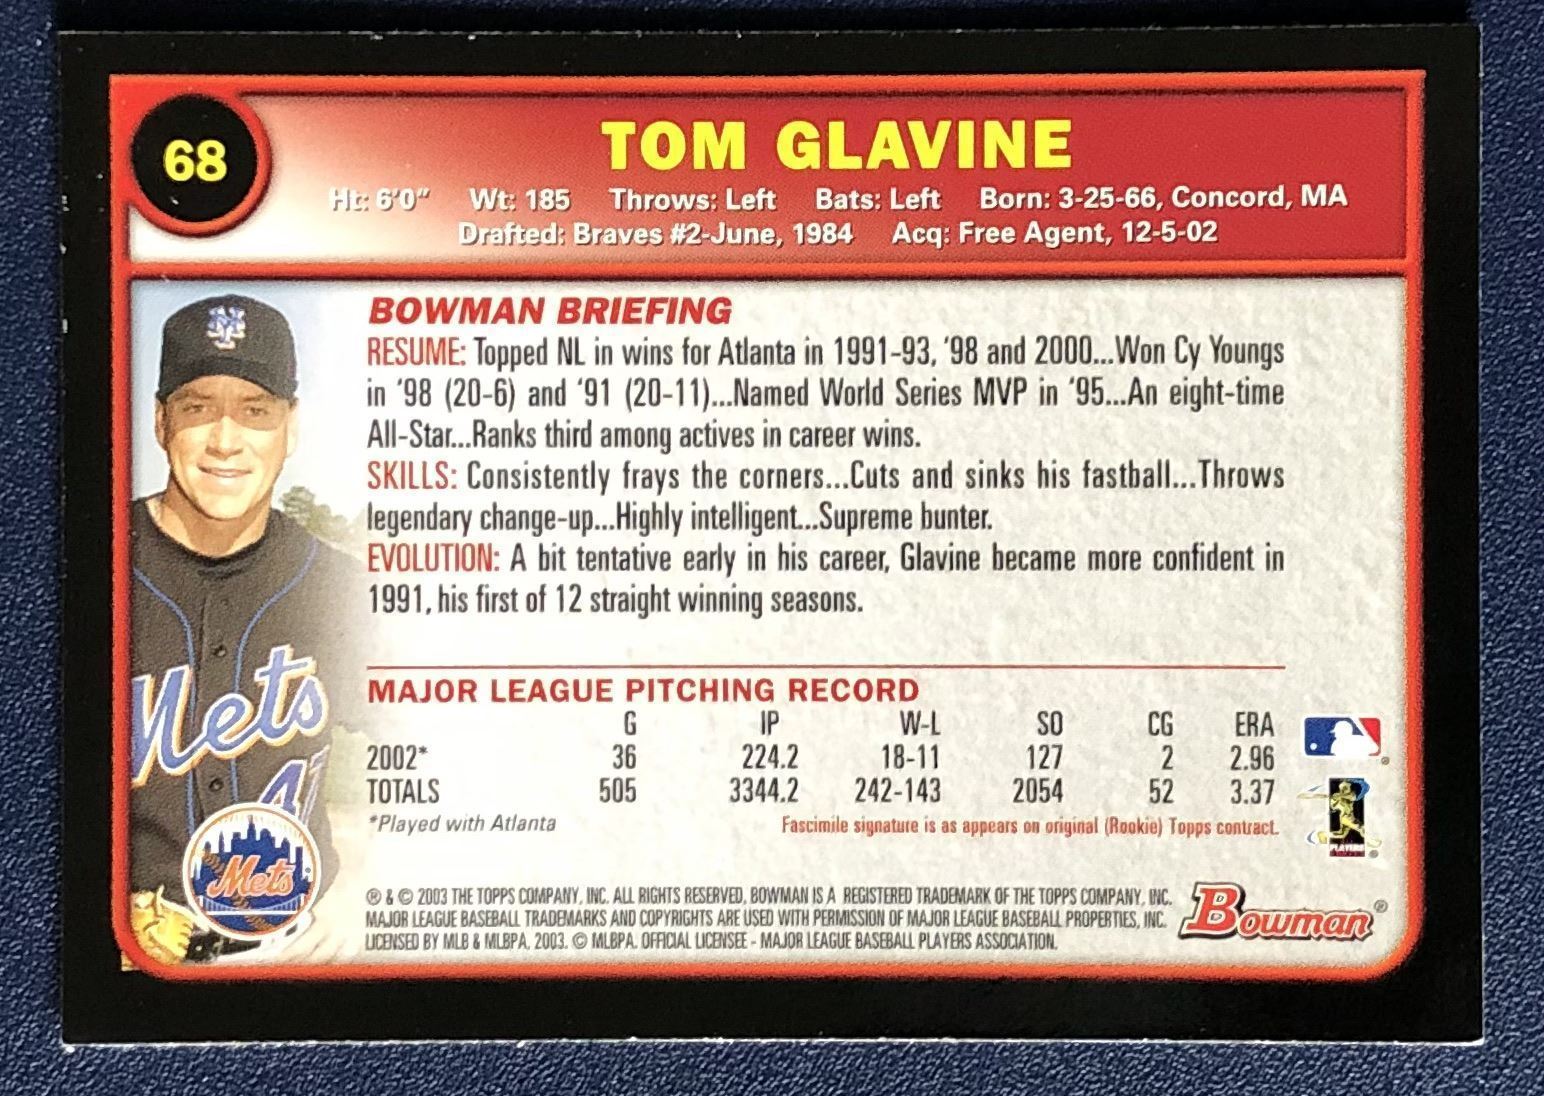 68
TOM GLAVINE
Ht: 6'0" Wt: 185 Throws: Left Bats: Left Born: 3-25-66, Concord, MA
Drafted: Braves #2-June, 1984 Acq: Free Agent, 12-5-02
BOWMAN BRIEFING
RESUME: Topped NL in wins for Atlanta in 1991-93, '98 and 2000...Won Cy Youngs
in '98 (20-6) and '91 (20-11)...Named World Series MVP in '95...An eight-time
All-Star...Ranks third among actives in career wins.
SKILLS: Consistently frays the corners...Cuts and sinks his fastball...Throws
legendary change-up...Highly intelligent...Supreme bunter.
EVOLUTION: A bit tentative early in his career, Glavine became more confident in
1991, his first of 12 straight winning seasons.
NY
Mets
47
Mets
MAJOR LEAGUE PITCHING RECORD
G IP W-L SO CG ERA
2002* 36 224.2 18-11 127 2 2.96
TOTALS 505 3344.2 242-143 2054 52 3.37
*Played with Atlanta Fascimile signature is as appears on original (Rookie) Topps contract.
® & © 2003 THE TOPPS COMPANY, INC. ALL RIGHTS RESERVED. BOWMAN IS A REGISTERED TRADEMARK OF THE TOPPS COMPANY, INC.
MAJOR LEAGUE BASEBALL TRADEMARKS AND COPYRIGHTS ARE USED WITH PERMISSION OF MAJOR LEAGUE BASEBALL PROPERTIES, INC.
LICENSED BY MLB & MLBPA, 2003. © MLBPA. OFFICIAL LICENSEE - MAJOR LEAGUE BASEBALL PLAYERS ASSOCIATION.
Bowman®